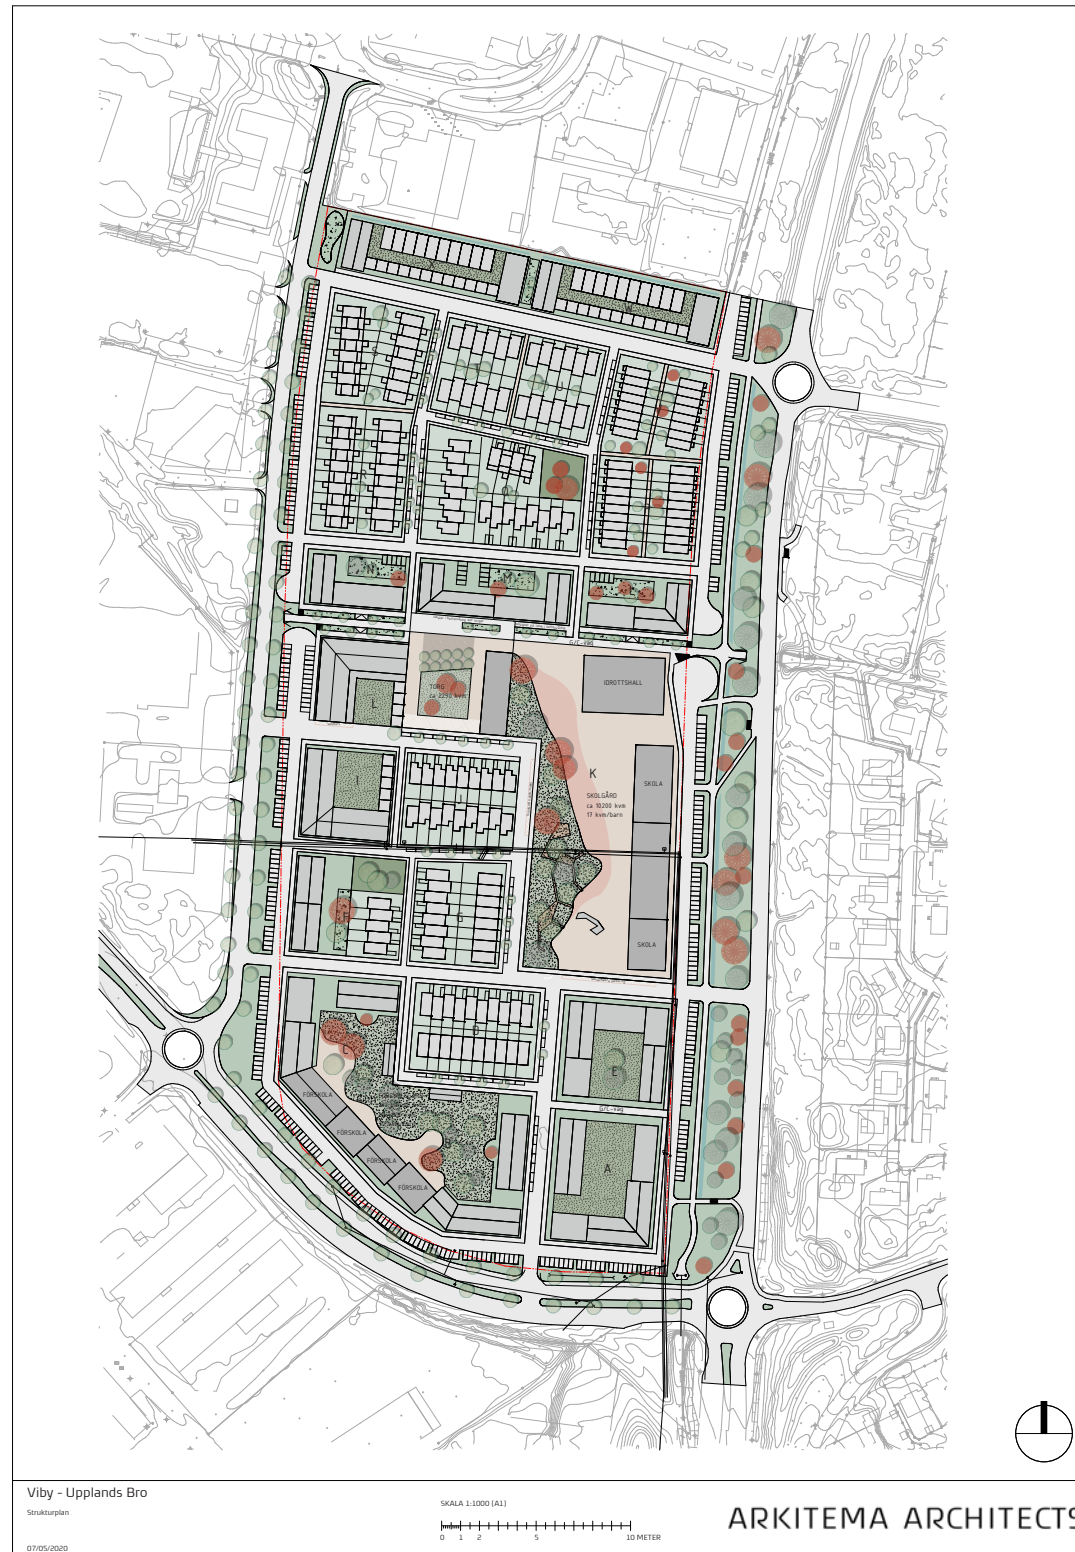 S
U
R
N
M
G/C-väg
IDROTTSHALL
TORG
ca 2250 kvm
L
K
SKOLGÅRD
ca 10200 kvm
17 kvm/barn
SKOLA
I
J
H
F
G
SKOLA
D
C
E
FÖRSKOLA
G/C-väg
FÖRSKOLA
B
FÖRSKOLA
A
FÖRSKOLA
Viby - Upplands Bro
Strukturplan
07/05/2020
SKALA 1:1000 (A1)
0 1 2 5 10 METER
ARKITEMA ARCHITECTS